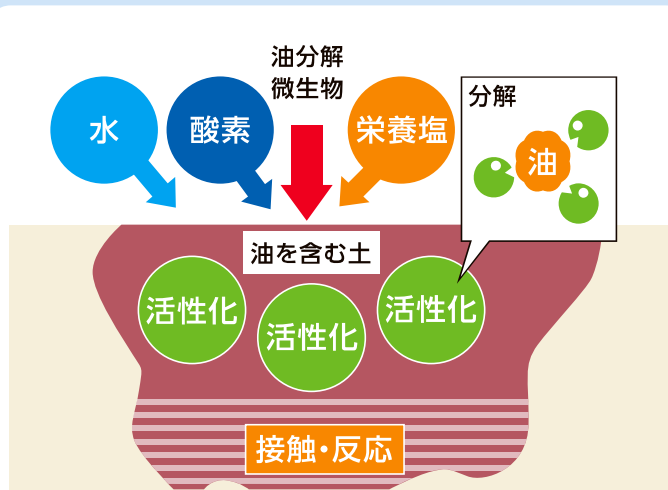 油分解
微生物
水
酸素
栄養塩
分解
油
油を含む土
活性化
活性化
活性化
接触・反応